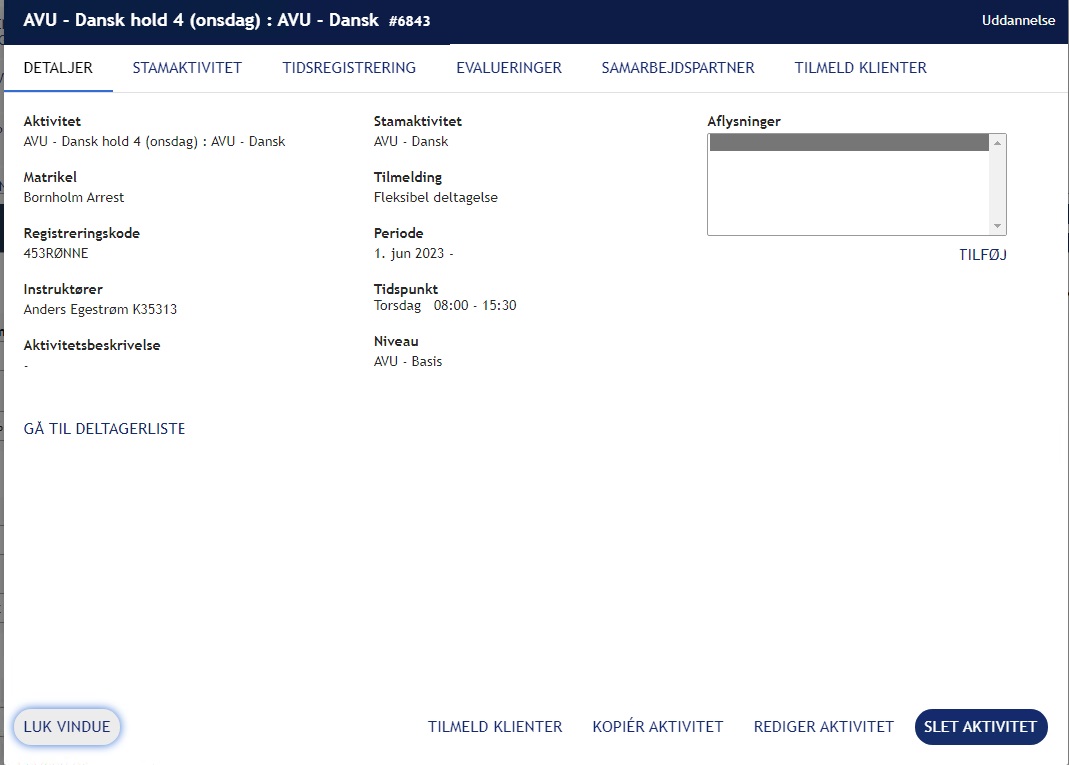 AVU - Dansk hold 4 (onsdag) : AVU - Dansk #6843
Uddannelse
DETALJER STAMAKTIVITET TIDSREGISTRERING EVALUERINGER SAMARBEJDSPARTNER TILMELD KLIENTER
Aktivitet
AVU - Dansk hold 4 (onsdag) : AVU - Dansk
Matrikel
Bornholm Arrest
Registreringskode
453RØNNE
Instruktører
Anders Egestrøm K35313
Aktivitetsbeskrivelse
-
Stamaktivitet
AVU - Dansk
Tilmelding
Fleksibel deltagelse
Periode
1. jun 2023 -
Tidspunkt
Torsdag 08:00 - 15:30
Niveau
AVU - Basis
Aflysninger
TILFØJ
GÅ TIL DELTAGERLISTE
LUK VINDUE TILMELD KLIENTER KOPIÉR AKTIVITET REDIGER AKTIVITET SLET AKTIVITET